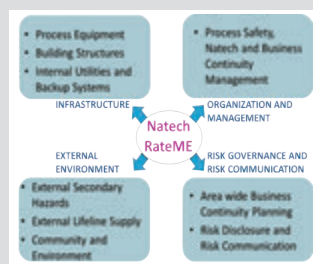 • Process Equipment
• Building Structures
• Internal Utilities and
Backup Systems
INFRASTRUCTURE
• Process Safety,
Natech and Business
Continuity
Management
ORGANIZATION AND
MANAGEMENT
Natech
RateME
EXTERNAL
ENVIRONMENT
• External Secondary
Hazards
• External Lifeline Supply
• Community and
Environment
RISK GOVERNANCE AND
RISK COMMUNICATION
• Area wide Business
Continuity Planning
• Risk Disclosure and
Risk Communication